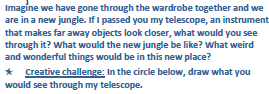 Imagine we have gone through the wardrobe together and we
are in a new jungle. If I passed you my telescope, an instrument
that makes far away objects look closer, what would you see
through it? What would the new jungle be like? What weird
and wonderful things would be in this new place?
★ Creative challenge: In the circle below, draw what you
would see through my telescope.